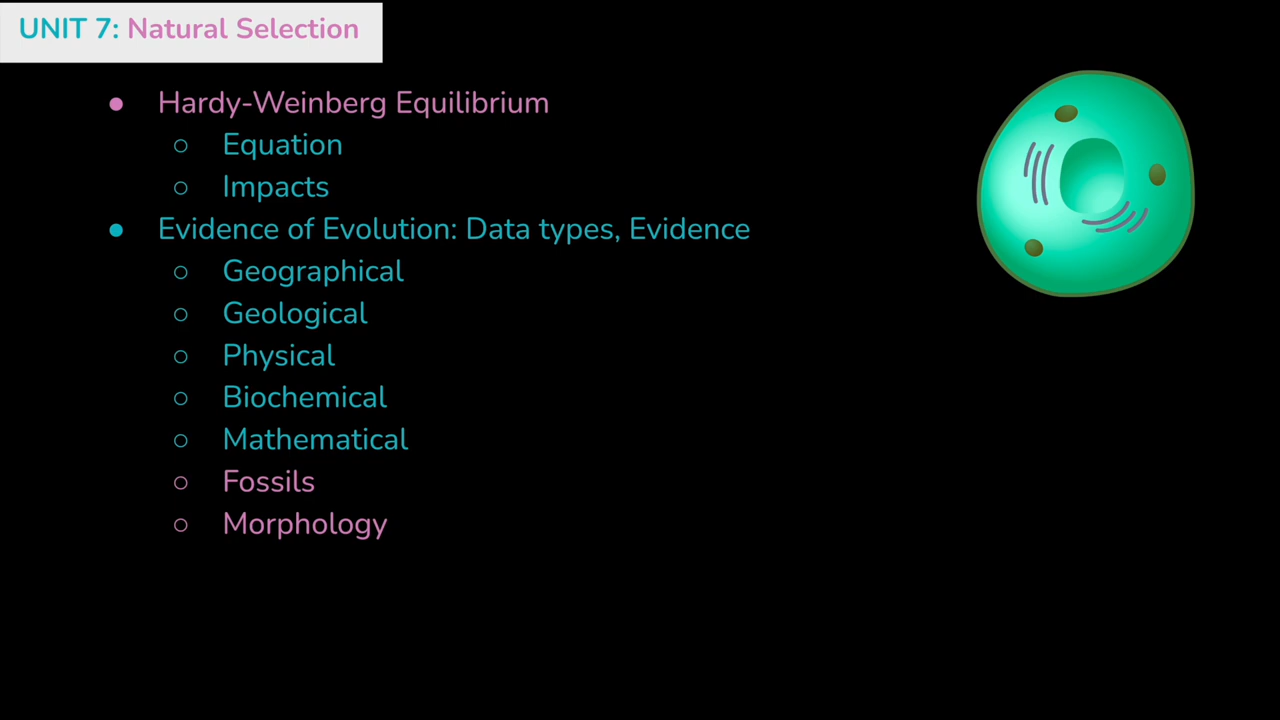 UNIT 7: Natural Selection
● Hardy-Weinberg Equilibrium
○ Equation
○ Impacts
● Evidence of Evolution: Data types, Evidence
○ Geographical
○ Geological
○ Physical
○ Biochemical
○ Mathematical
○ Fossils
○ Morphology